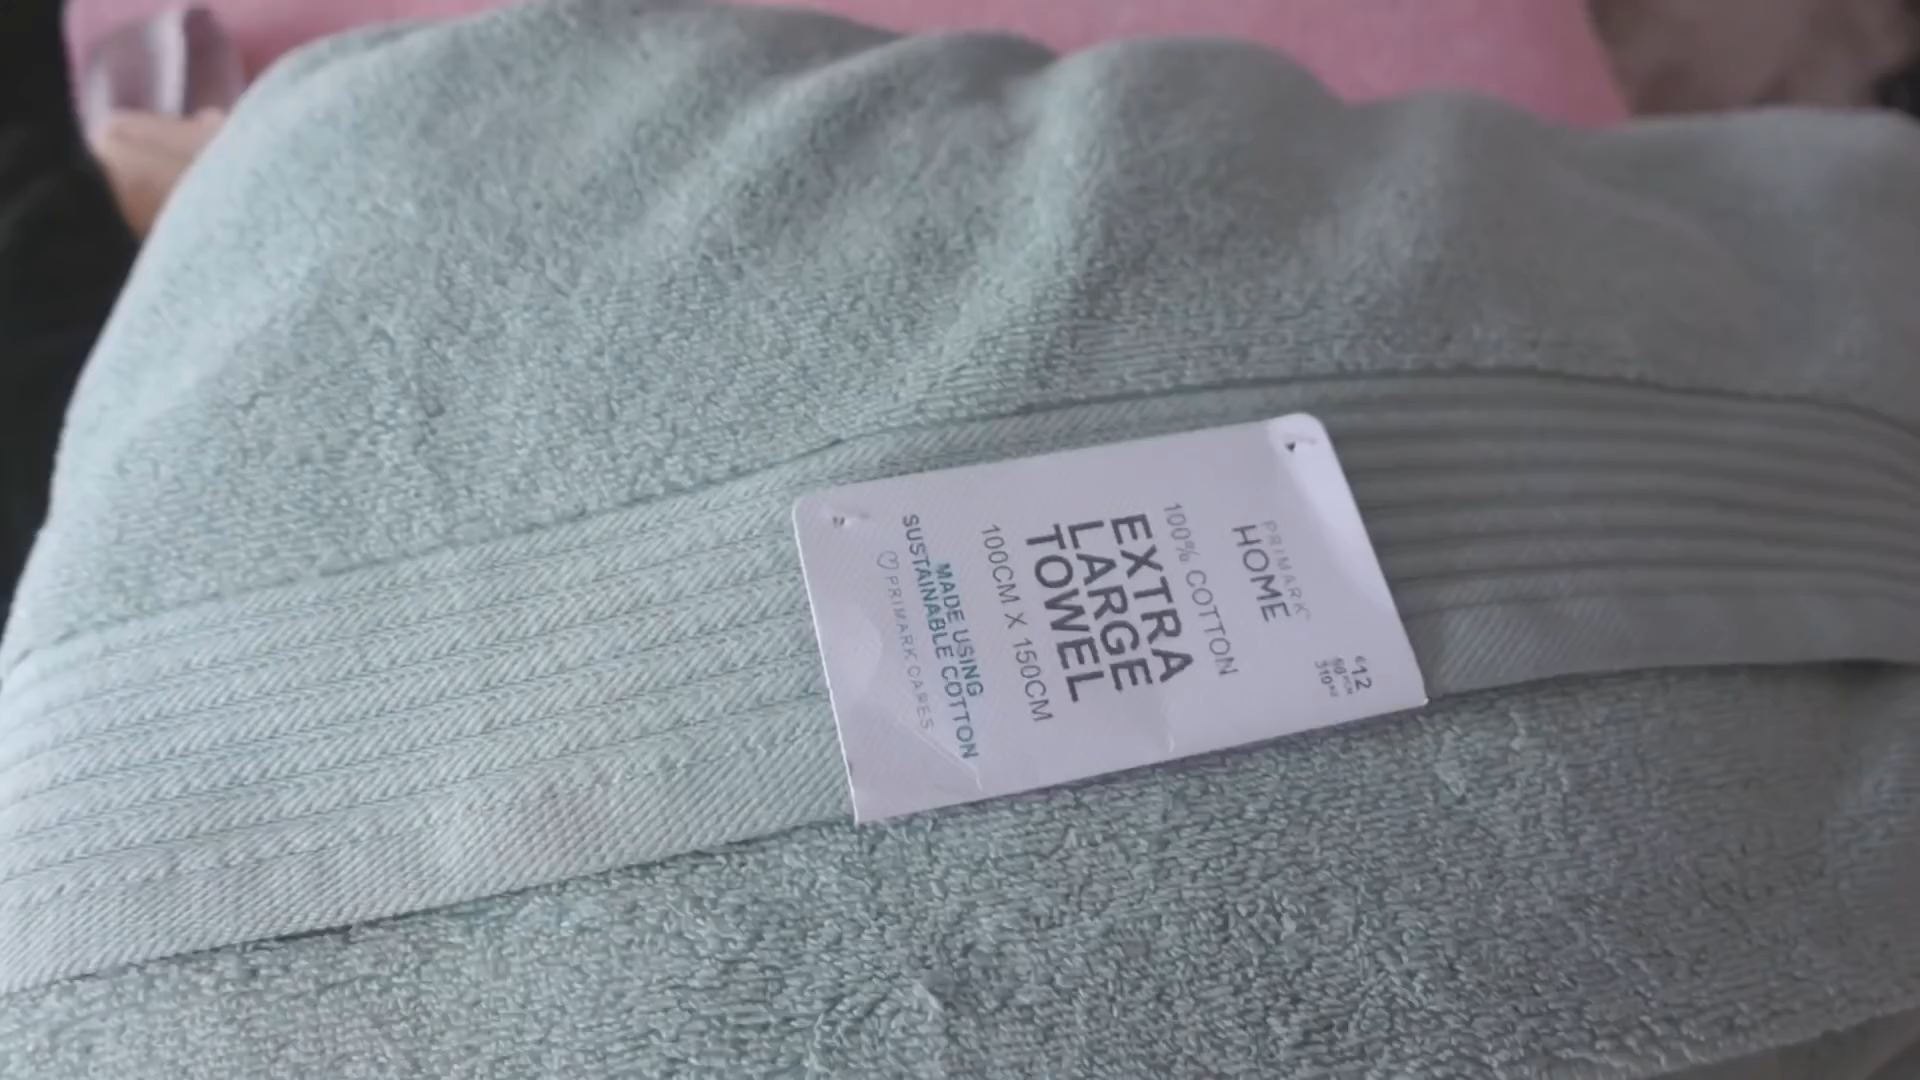 PRIMARK
HOME
€12
100% COTTON
EXTRA
LARGE
TOWEL
100CM X 150CM
MADE USING
SUSTAINABLE COTTON
PRIMARK CARES